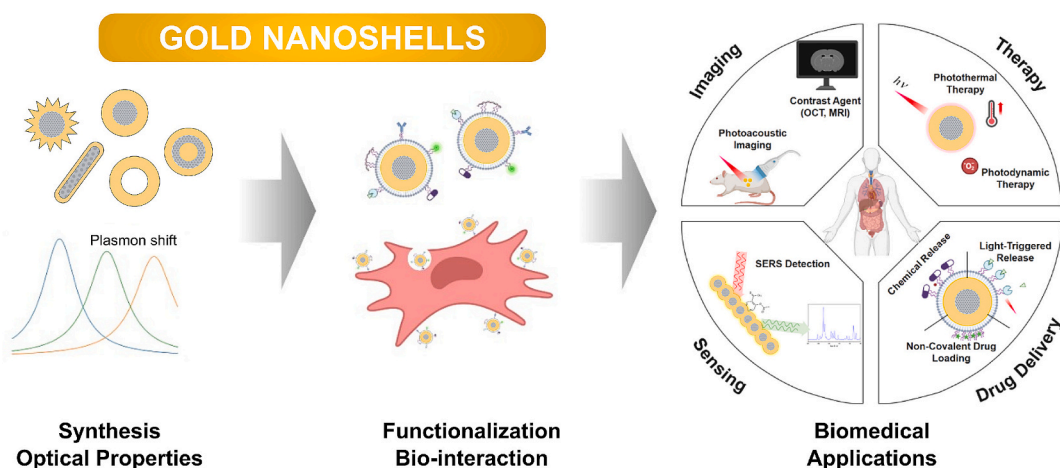 GOLD NANOSHELLS
Plasmon shift
Synthesis
Optical Properties
Functionalization
Bio-interaction
Imaging
Contrast Agent
(OCT, MRI)
Photoacoustic
Imaging
Therapy
hν
Photothermal
Therapy
Photodynamic
Therapy
Sensing
SERS Detection
Drug Delivery
Chemical Release
Light-Triggered
Release
Non-Covalent Drug
Loading
Biomedical
Applications